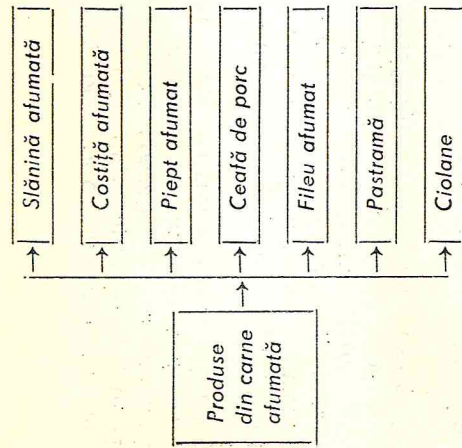 Produse
din carne
afumată
Slănină afumată
Costiță afumată
Piept afumat
Ceafă de porc
Fileu afumat
Pastramă
Ciolane